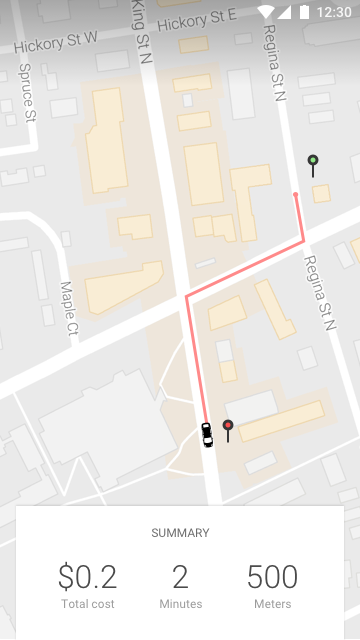 12:30
King St N
Hickory St E
Hickory St W
Regina St N
Spruce St
Regina St N
Maple Ct
SUMMARY
$0.2 2 500
Total cost Minutes Meters